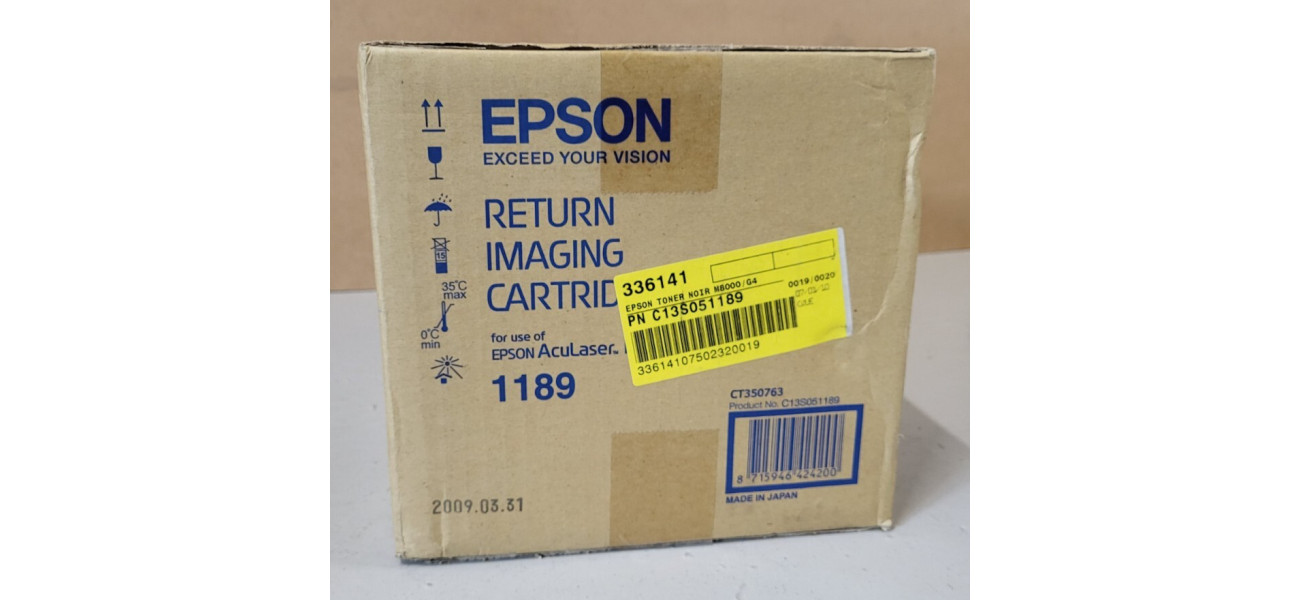 EPSON
EXCEED YOUR VISION
RETURN
IMAGING
CARTRID
for use of
EPSON AcuLaser™
1189
15
35°C
max
0°C
min
336141
EPSON TONER NOIR M8000/G4
0019/0020
PN C13S051189
33614107502320019
CT350763
Product No. C13S051189
8 715946 424200
MADE IN JAPAN
2009.03.31